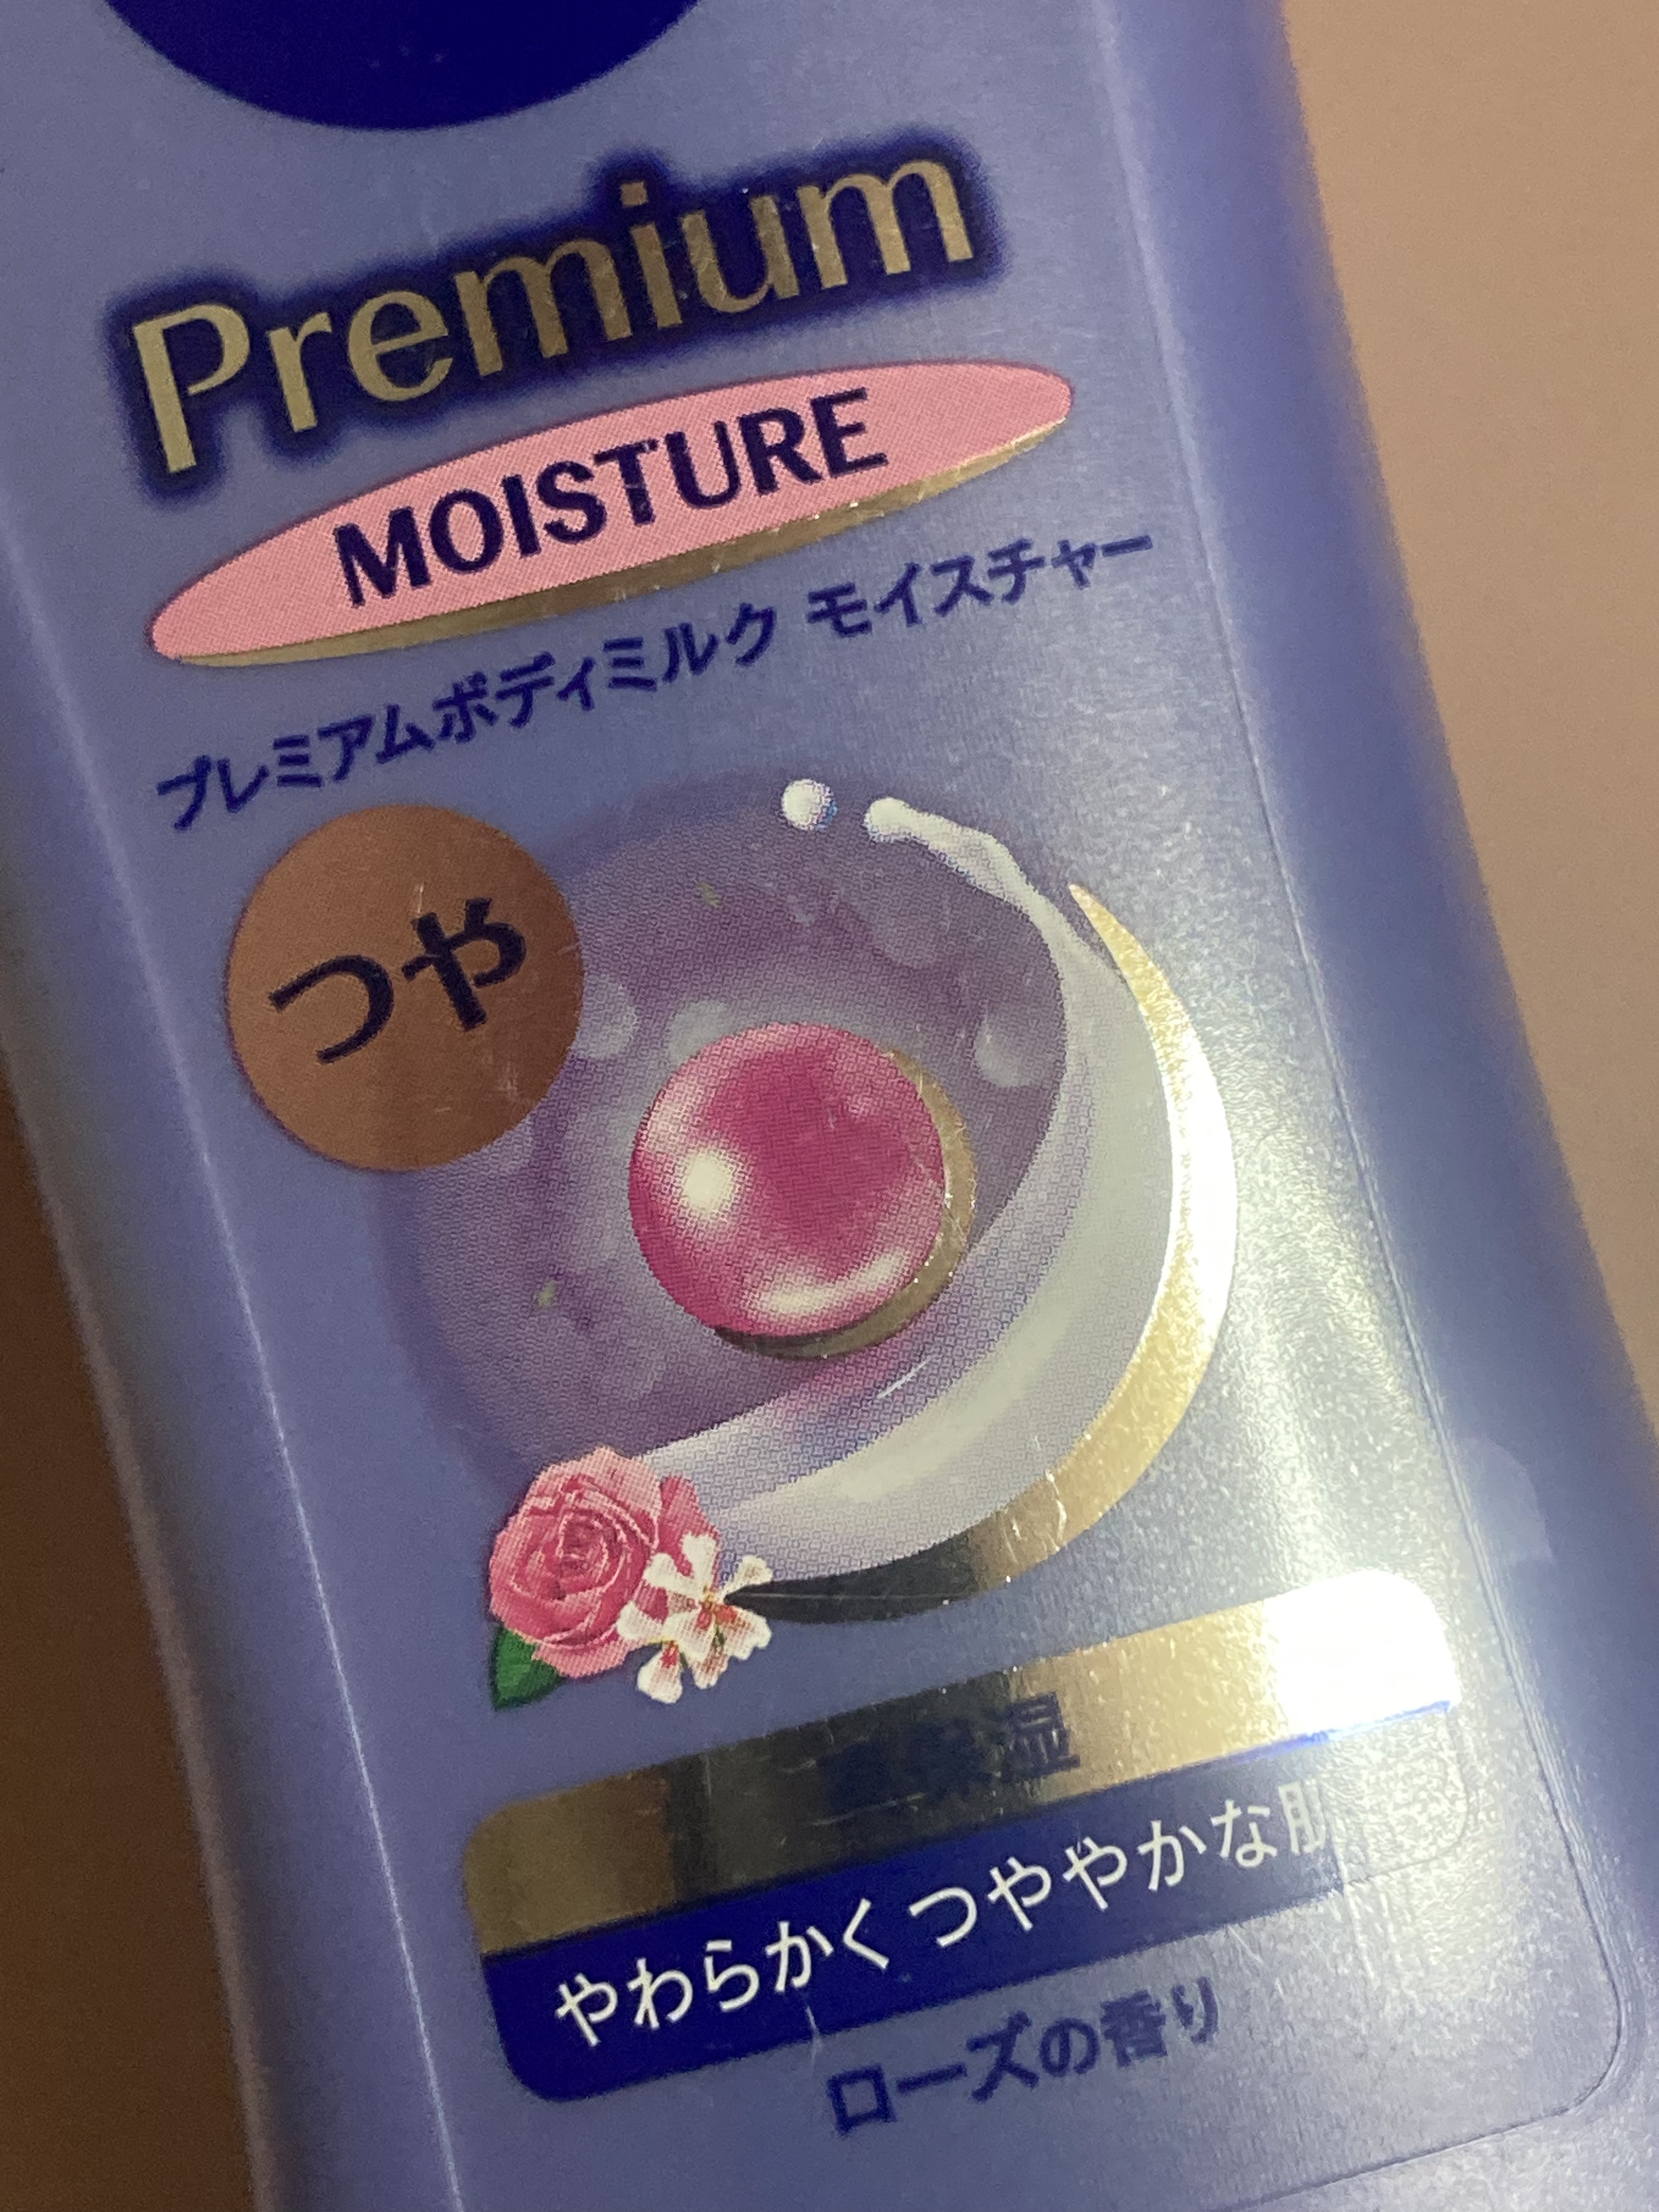 Premium
MOISTURE
プレミアムボディミルク モイスチャー
つや
保湿
やわらかく つややかな肌
ローズの香り